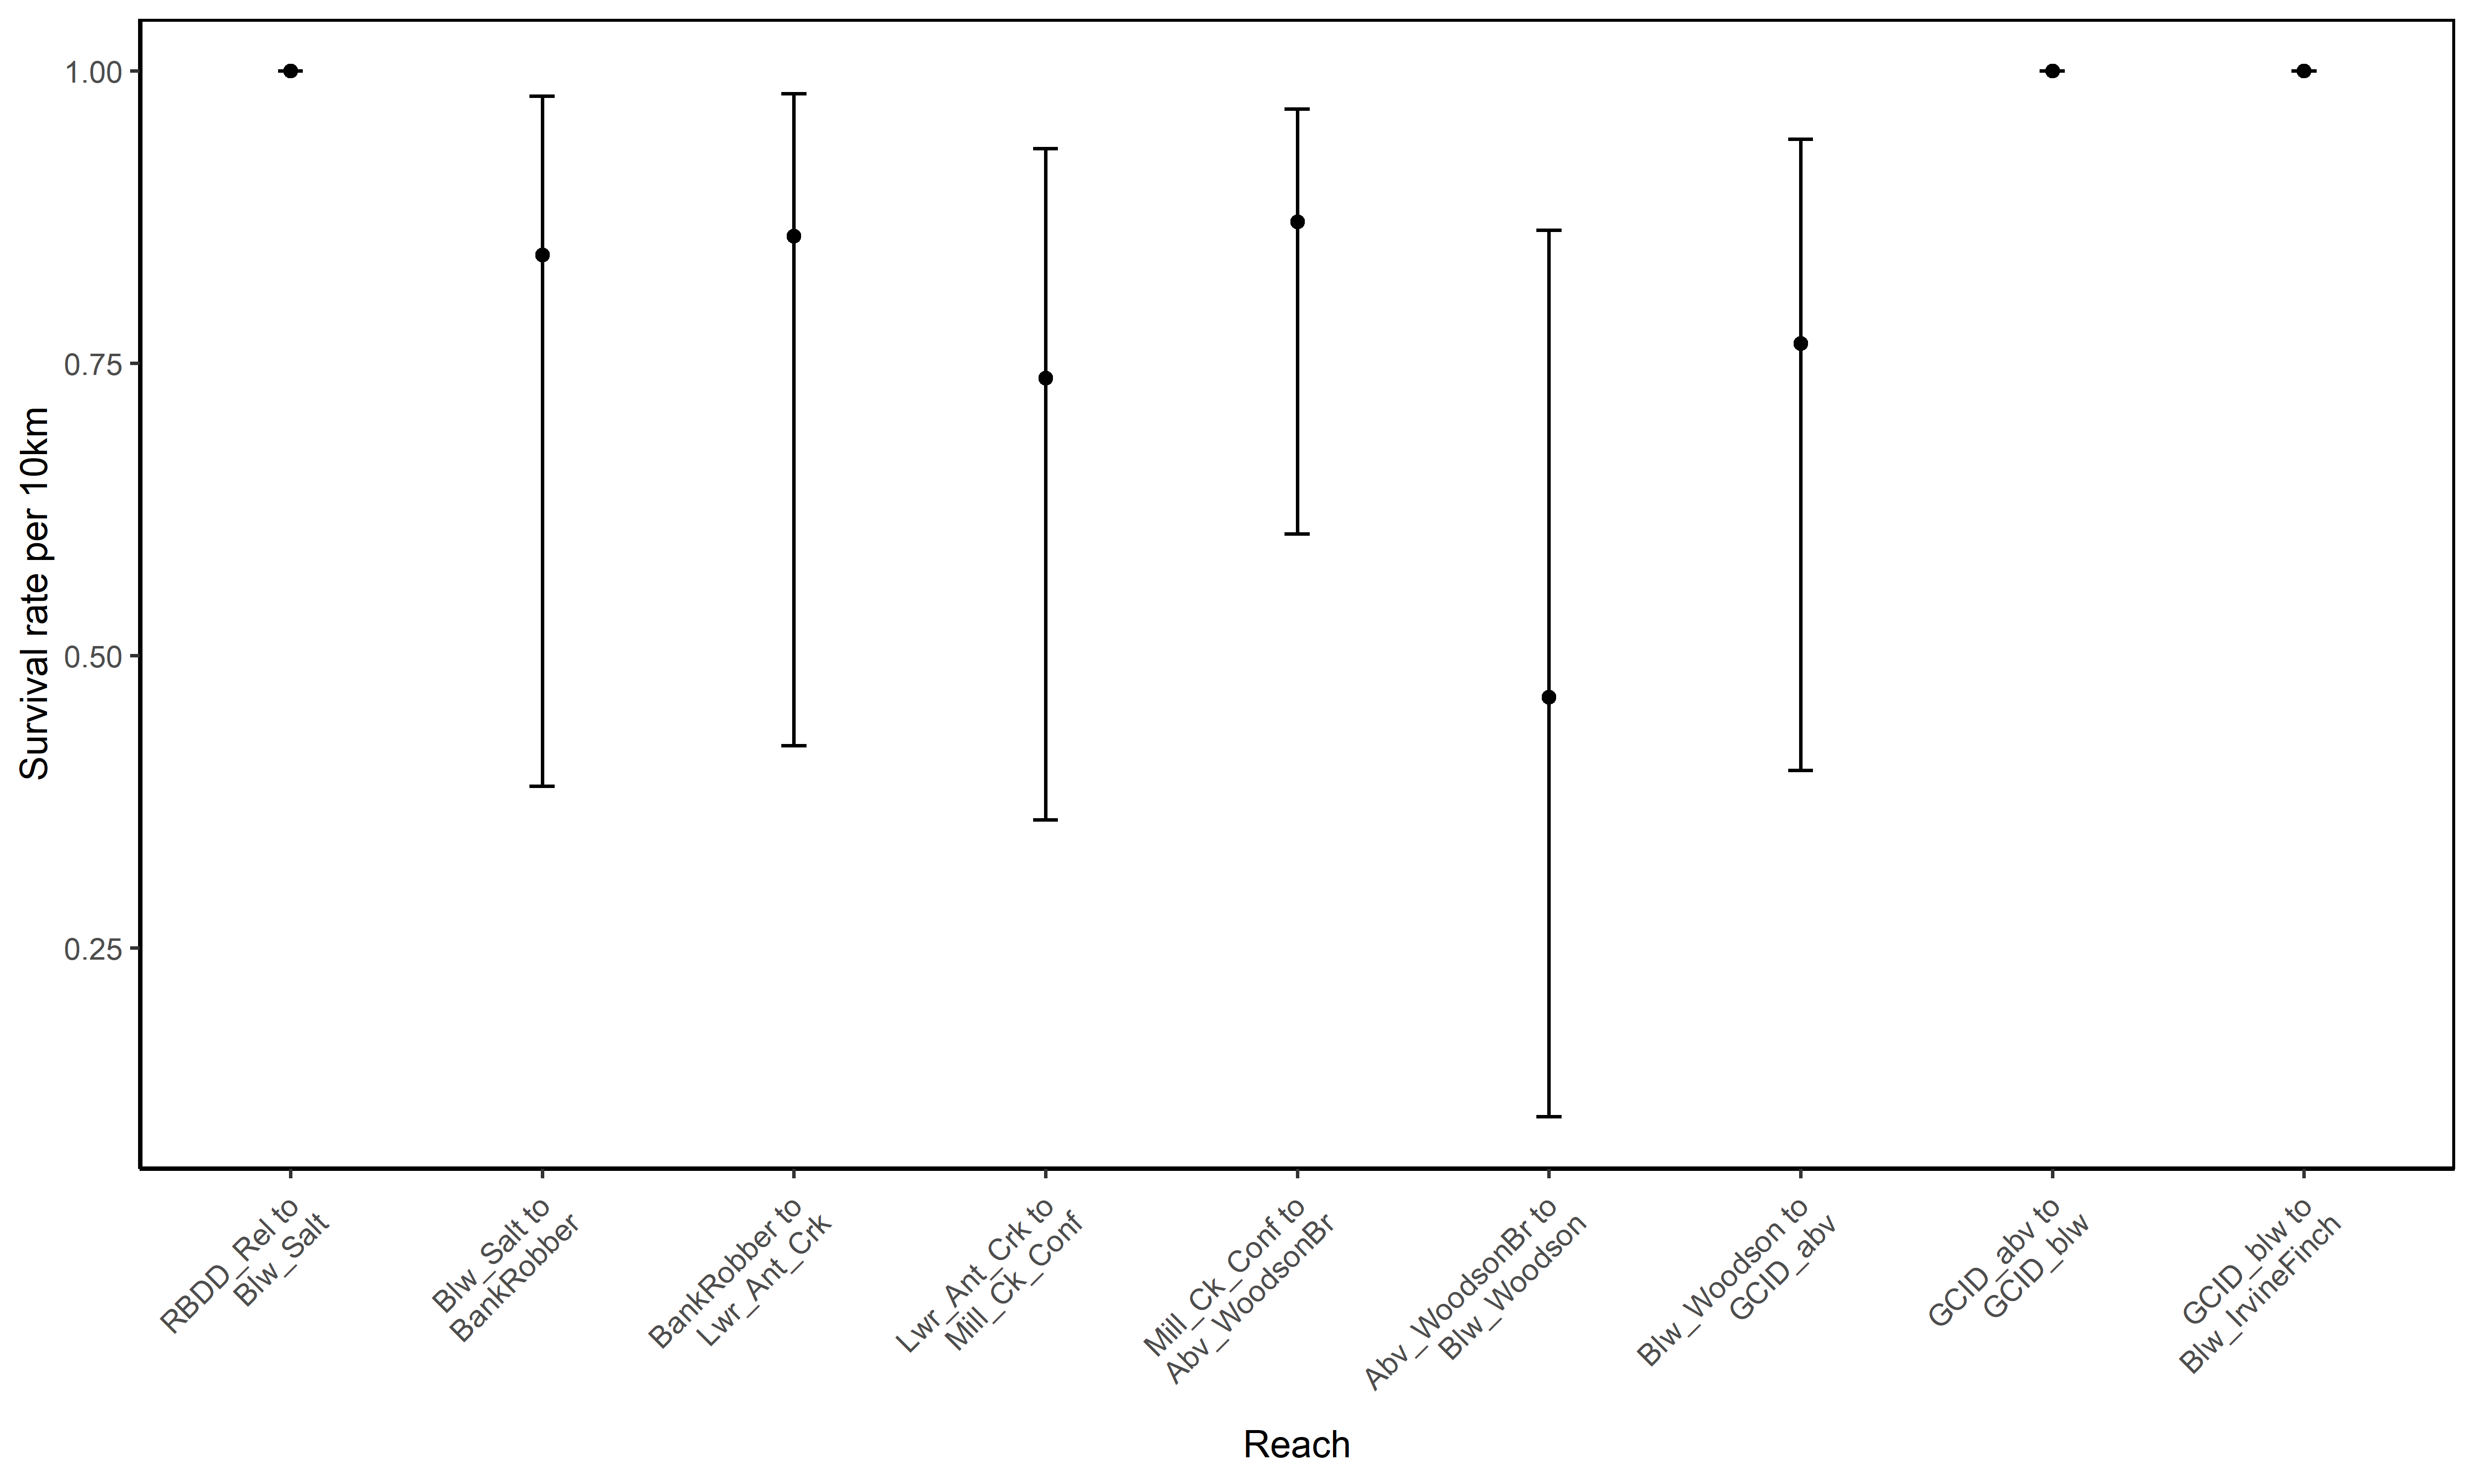 Survival rate per 10km
1.00
0.75
0.50
0.25
RBDD_Rel to
Blw_Salt
Blw_Salt to
BankRobber
BankRobber to
Lwr_Ant_Crk
Lwr_Ant_Crk to
Mill_Ck_Conf
Mill_Ck_Conf to
Abv_WoodsonBr
Abv_WoodsonBr to
Blw_Woodson
Blw_Woodson to
GCID_abv
GCID_abv to
GCID_blw
GCID_blw to
Blw_IrvineFinch
Reach